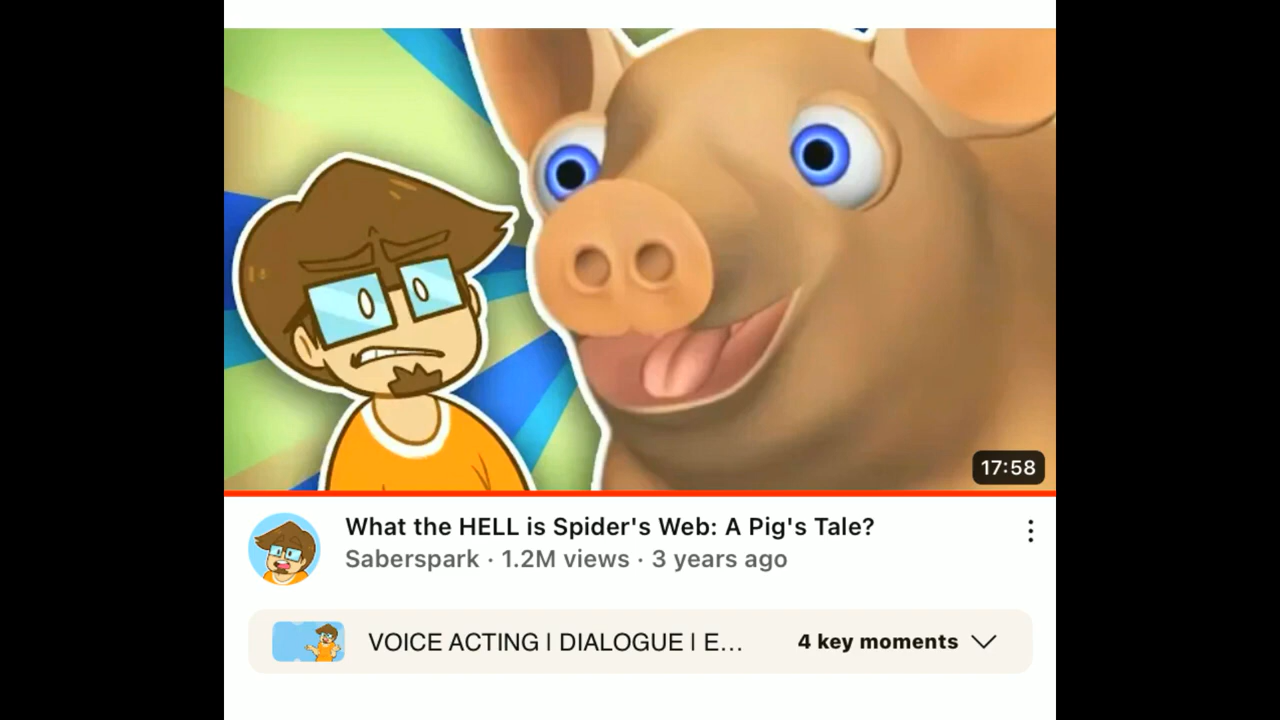 17:58
What the HELL is Spider's Web: A Pig's Tale?
Saberspark · 1.2M views · 3 years ago
VOICE ACTING | DIALOGUE | E... 4 key moments